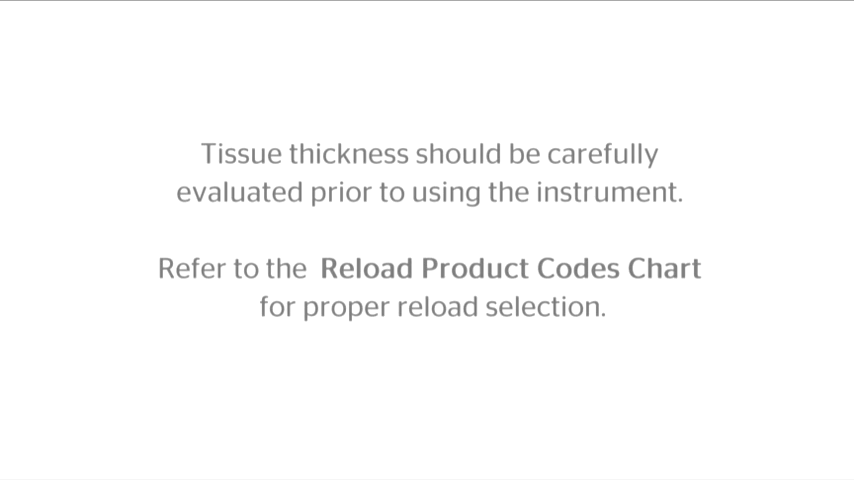 Tissue thickness should be carefully
evaluated prior to using the instrument.
Refer to the Reload Product Codes Chart
for proper reload selection.